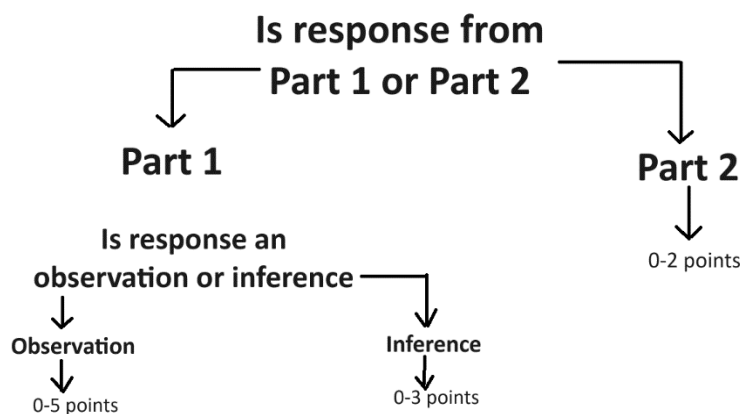 Is response from
Part 1 or Part 2
Part 1
Part 2
0-2 points
Is response an
observation or inference
Observation
Inference
0-5 points
0-3 points